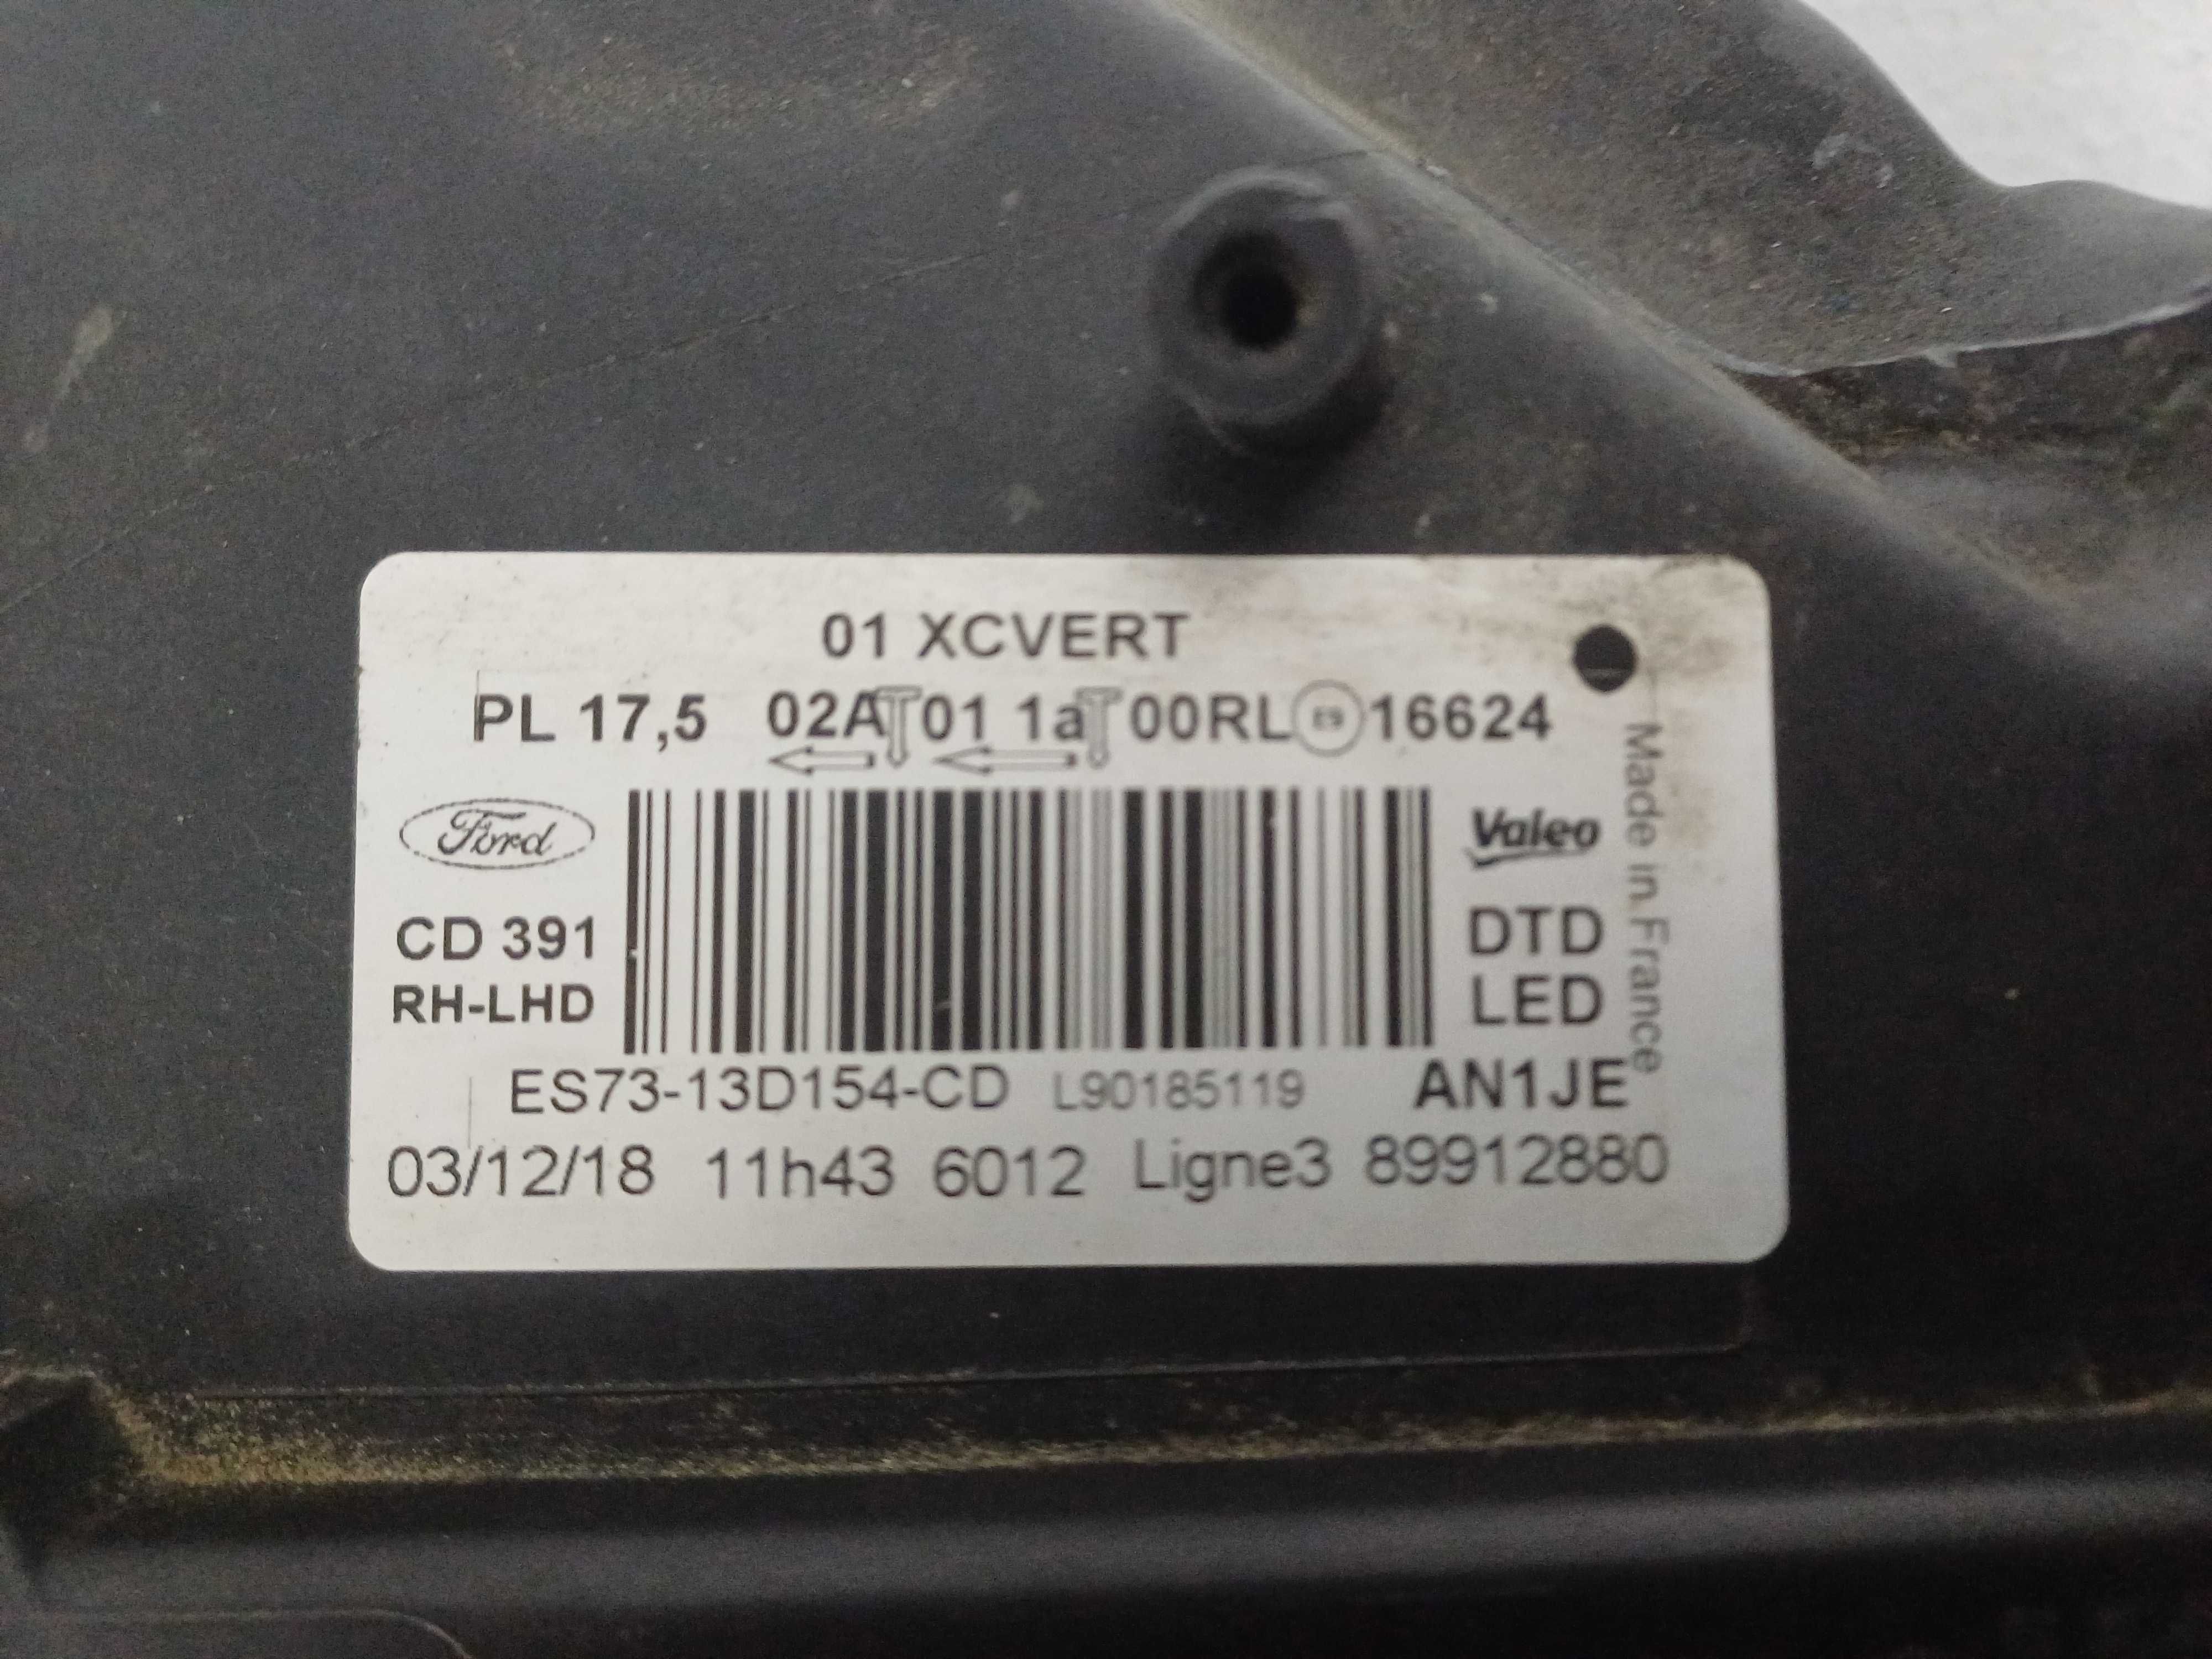 01 XCVERT
PL 17,5 02A 01 1a 00RL E9 16624
Ford
Valeo
CD 391
DTD
RH-LHD
LED
Made in France
ES73-13D154-CD L90185119 AN1JE
03/12/18 11h43 6012 Ligne3 89912880